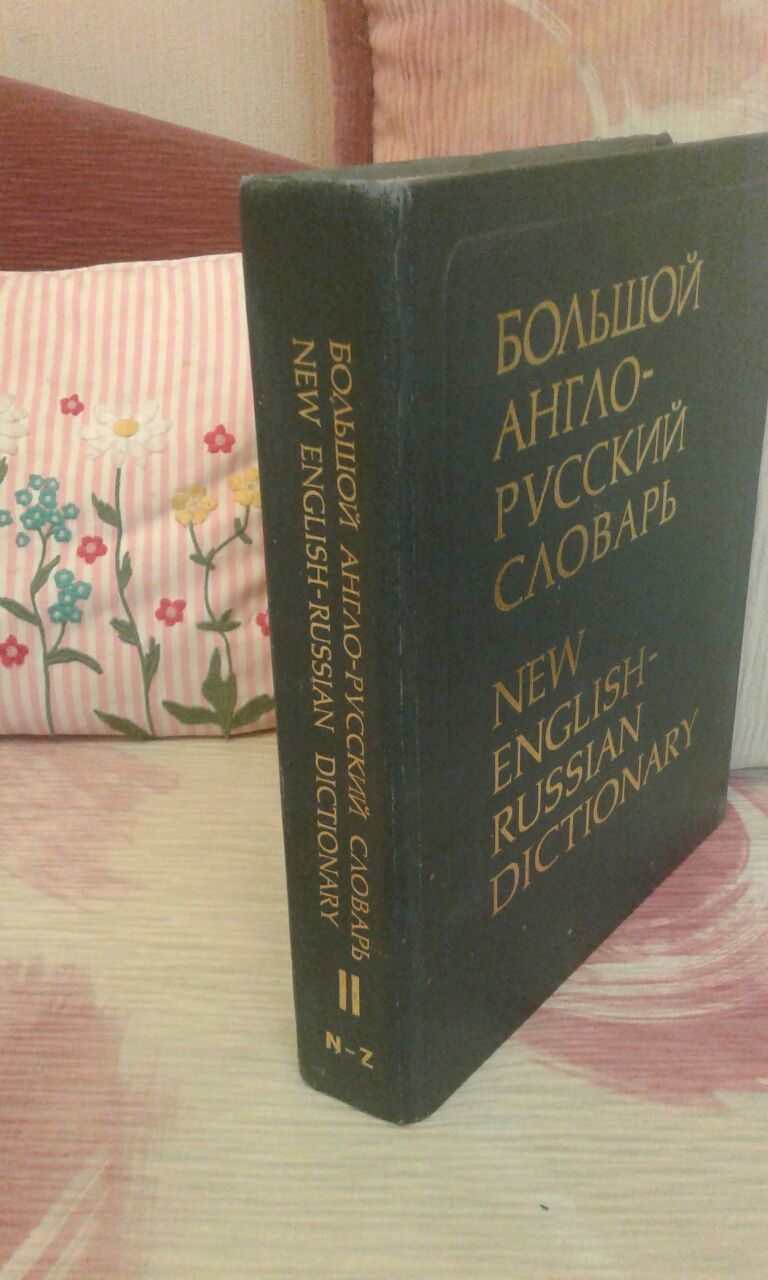 БОЛЬШОЙ АНГЛО-РУССКИЙ СЛОВАРЬ
NEW ENGLISH-RUSSIAN DICTIONARY
II
N-Z
БОЛЬШОЙ
АНГЛО-
РУССКИЙ
СЛОВАРЬ
NEW
ENGLISH-
RUSSIAN
DICTIONARY